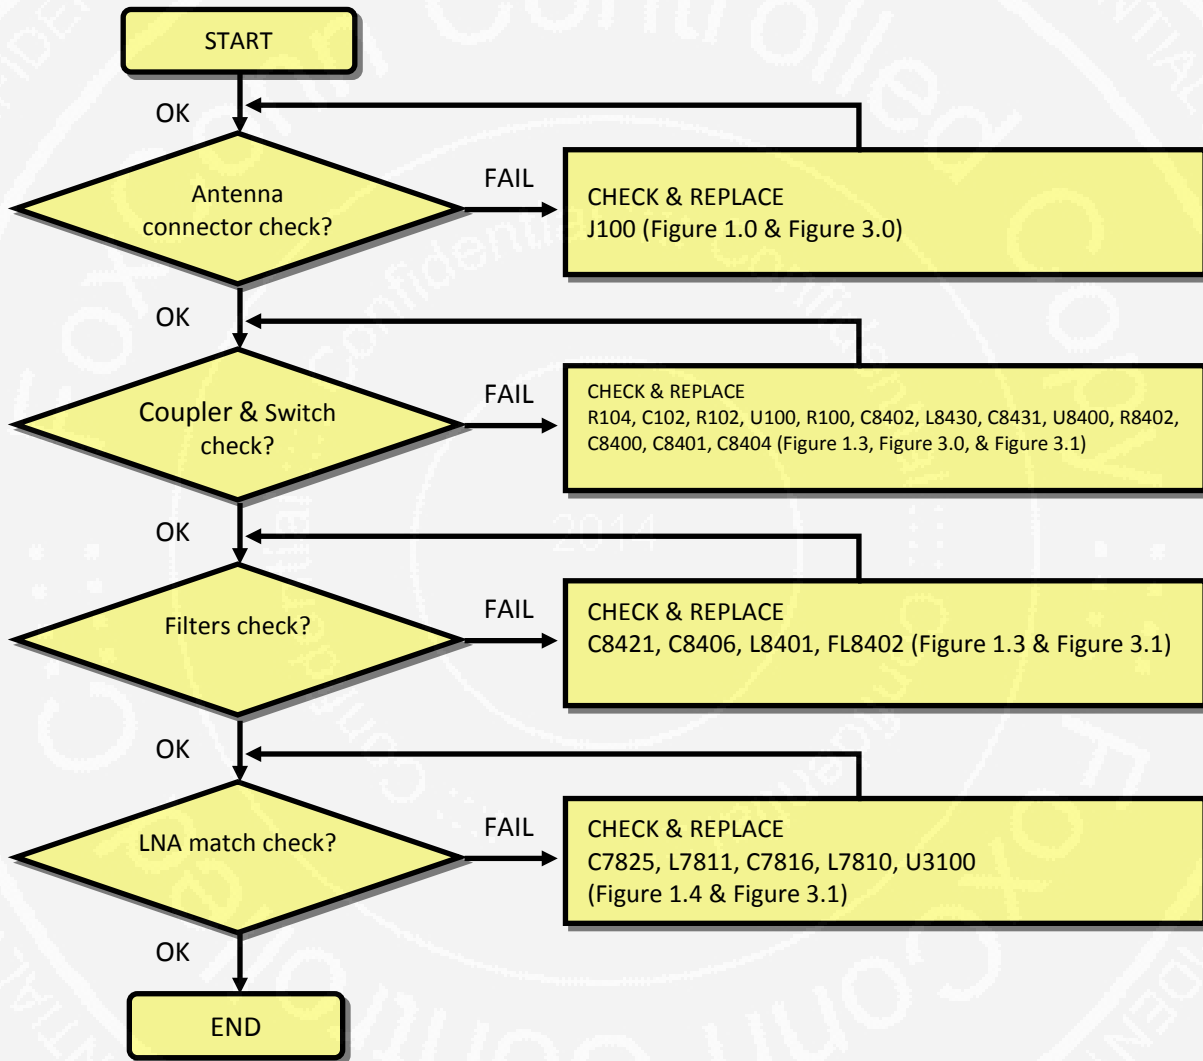 START
OK
Antenna
connector check?
FAIL
CHECK & REPLACE
J100 (Figure 1.0 & Figure 3.0)
OK
Coupler & Switch
check?
FAIL
CHECK & REPLACE
R104, C102, R102, U100, R100, C8402, L8430, C8431, U8400, R8402,
C8400, C8401, C8404 (Figure 1.3, Figure 3.0, & Figure 3.1)
OK
Filters check?
FAIL
CHECK & REPLACE
C8421, C8406, L8401, FL8402 (Figure 1.3 & Figure 3.1)
OK
LNA match check?
FAIL
CHECK & REPLACE
C7825, L7811, C7816, L7810, U3100
(Figure 1.4 & Figure 3.1)
OK
END
2014